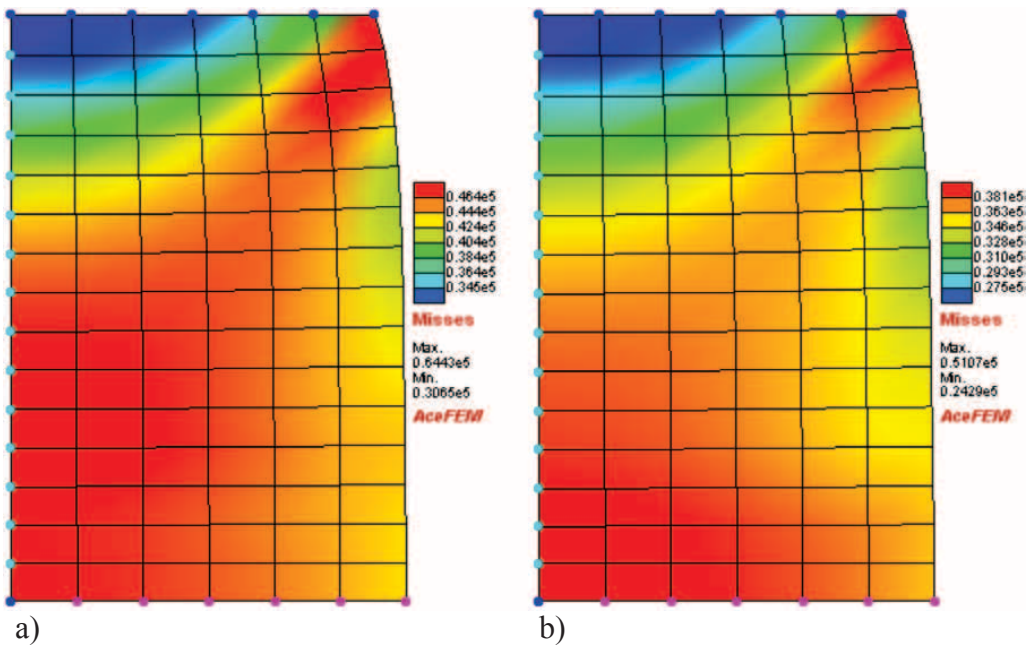 0.464e5
0.444e5
0.424e5
0.404e5
0.384e5
0.364e5
0.345e5
Misses
Max.
0.6443e5
Min.
0.3065e5
AceFEM
a)
0.381e5
0.363e5
0.346e5
0.328e5
0.310e5
0.293e5
0.275e5
Misses
Max.
0.5107e5
Min.
0.2429e5
AceFEM
b)